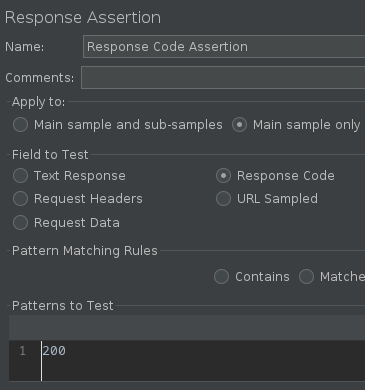 Response Assertion
Name: Response Code Assertion
Comments:
Apply to:
Main sample and sub-samples Main sample only
Field to Test
Text Response Response Code
Request Headers URL Sampled
Request Data
Pattern Matching Rules
Contains Matche
Patterns to Test
1 200